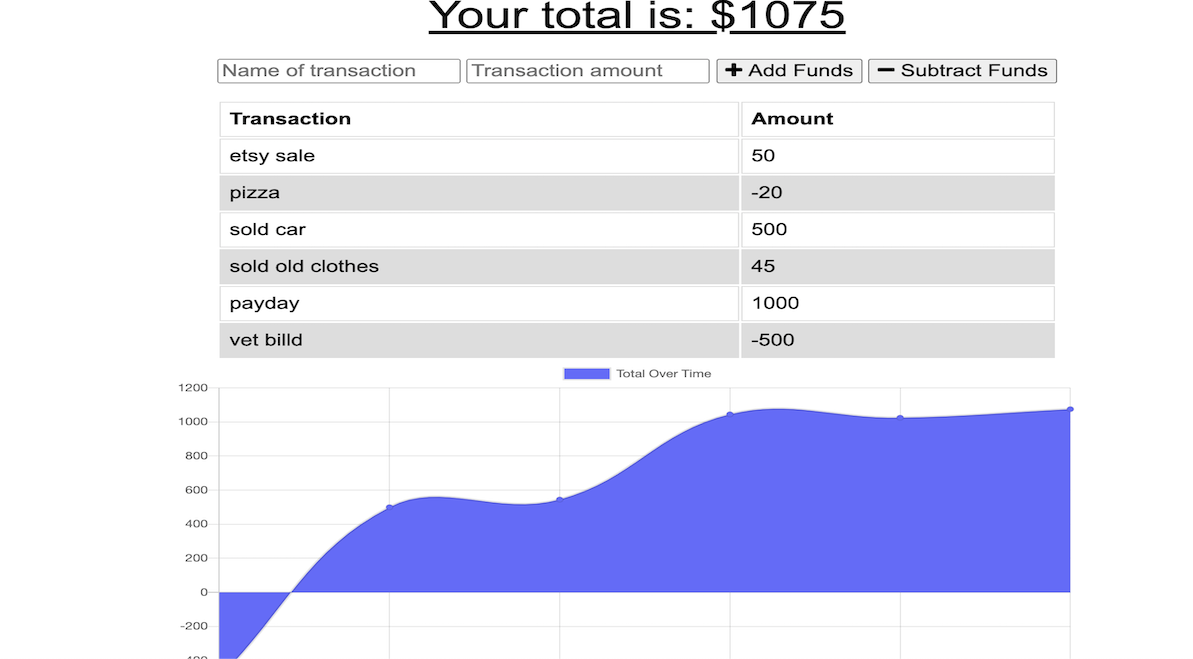 Your total is: $1075
Name of transaction Transaction amount + Add Funds − Subtract Funds
Transaction Amount
etsy sale 50
pizza -20
sold car 500
sold old clothes 45
payday 1000
vet billd -500
Total Over Time
1200
1000
800
600
400
200
0
-200